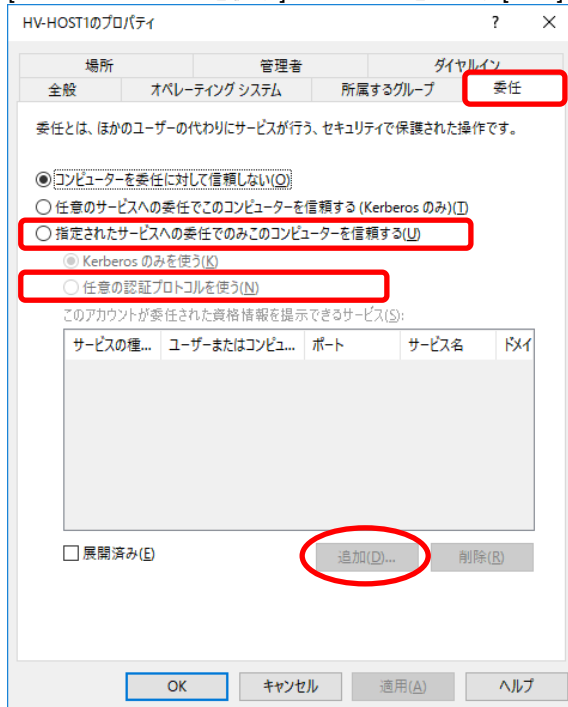 HV-HOST1のプロパティ ? ×
場所 管理者 ダイヤルイン
全般 オペレーティング システム 所属するグループ 委任
委任とは、ほかのユーザーの代わりにサービスが行う、セキュリティで保護された操作です。
コンピューターを委任に対して信頼しない(O)
任意のサービスへの委任でこのコンピューターを信頼する (Kerberos のみ)(T)
指定されたサービスへの委任でのみこのコンピューターを信頼する(U)
Kerberos のみを使う(K)
任意の認証プロトコルを使う(N)
このアカウントが委任された資格情報を提示できるサービス(S):
サービスの種... ユーザーまたはコンピュ... ポート サービス名 ドメイ
展開済み(E) 追加(D)... 削除(R)
OK キャンセル 適用(A) ヘルプ